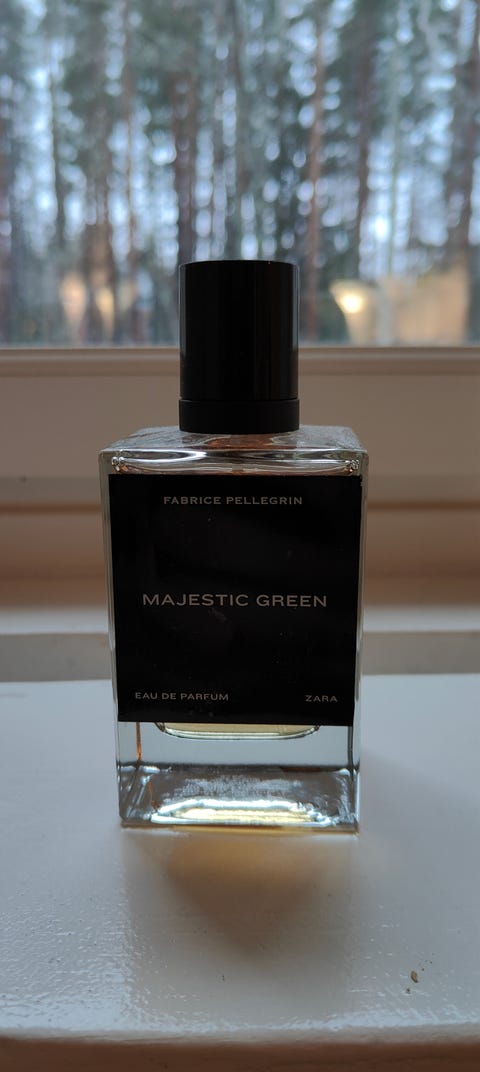 FABRICE PELLEGRIN
MAJESTIC GREEN
EAU DE PARFUM ZARA